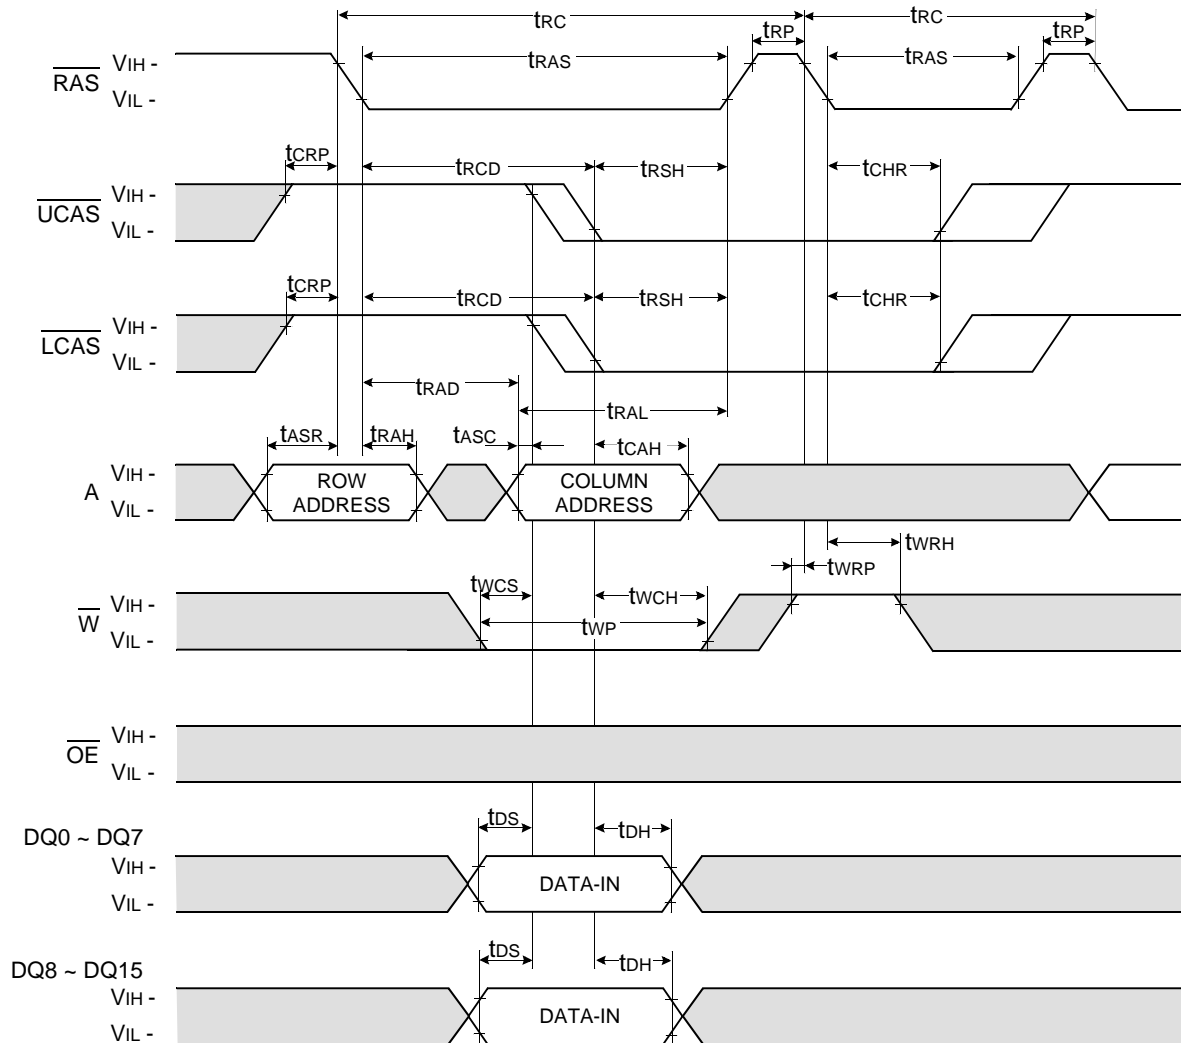 tRC
tRC
tRP
tRP
RAS
VIH -
VIL -
tRAS
tRAS
tCRP
tRCD
tRSH
tCHR
UCAS
VIH -
VIL -
tCRP
tRCD
tRSH
tCHR
LCAS
VIH -
VIL -
tRAD
tRAL
tASR
tRAH
tASC
tCAH
A
VIH -
VIL -
ROW
ADDRESS
COLUMN
ADDRESS
tWRH
tWRP
tWCS
tWCH
W
VIH -
VIL -
tWP
OE
VIH -
VIL -
tDS
tDH
DQ0 ~ DQ7
VIH -
VIL -
DATA-IN
tDS
tDH
DQ8 ~ DQ15
VIH -
VIL -
DATA-IN